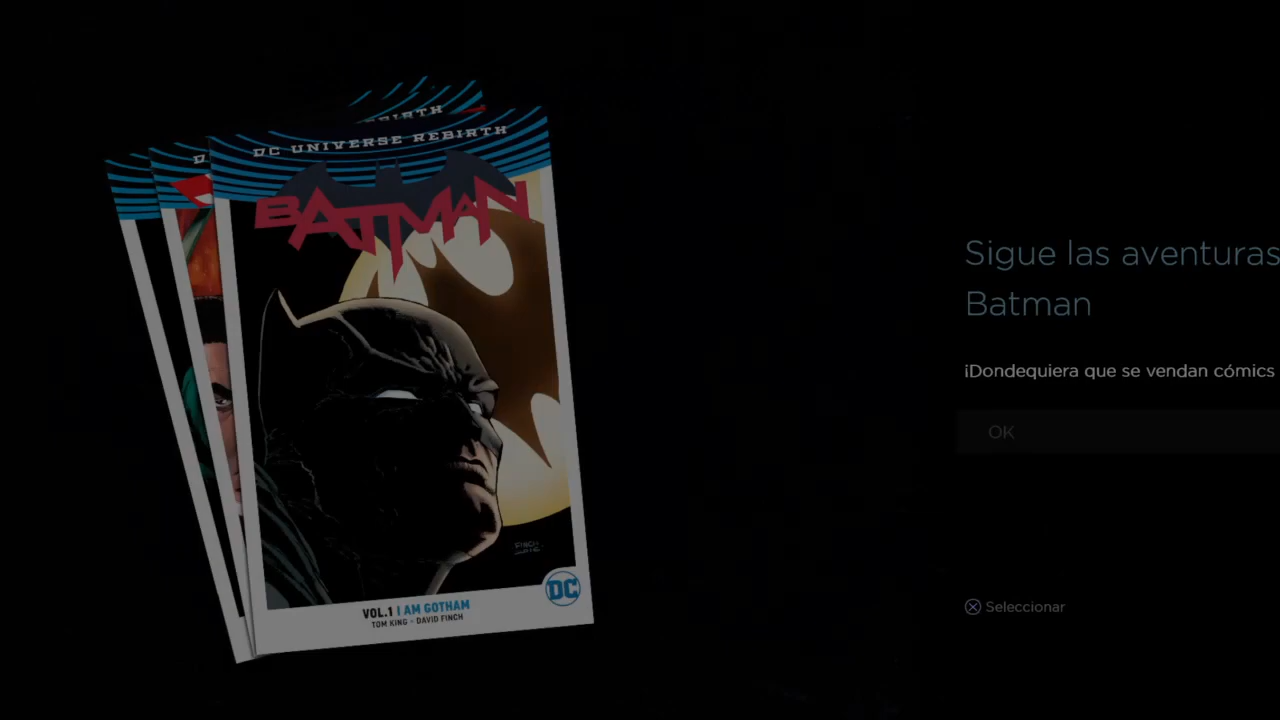 BIRTH
D
DC UNIVERSE REBIRTH
BATMAN
VOL.1 I AM GOTHAM
TOM KING - DAVID FINCH
DC
Sigue las aventuras
Batman
¡Dondequiera que se vendan cómics
OK
Seleccionar